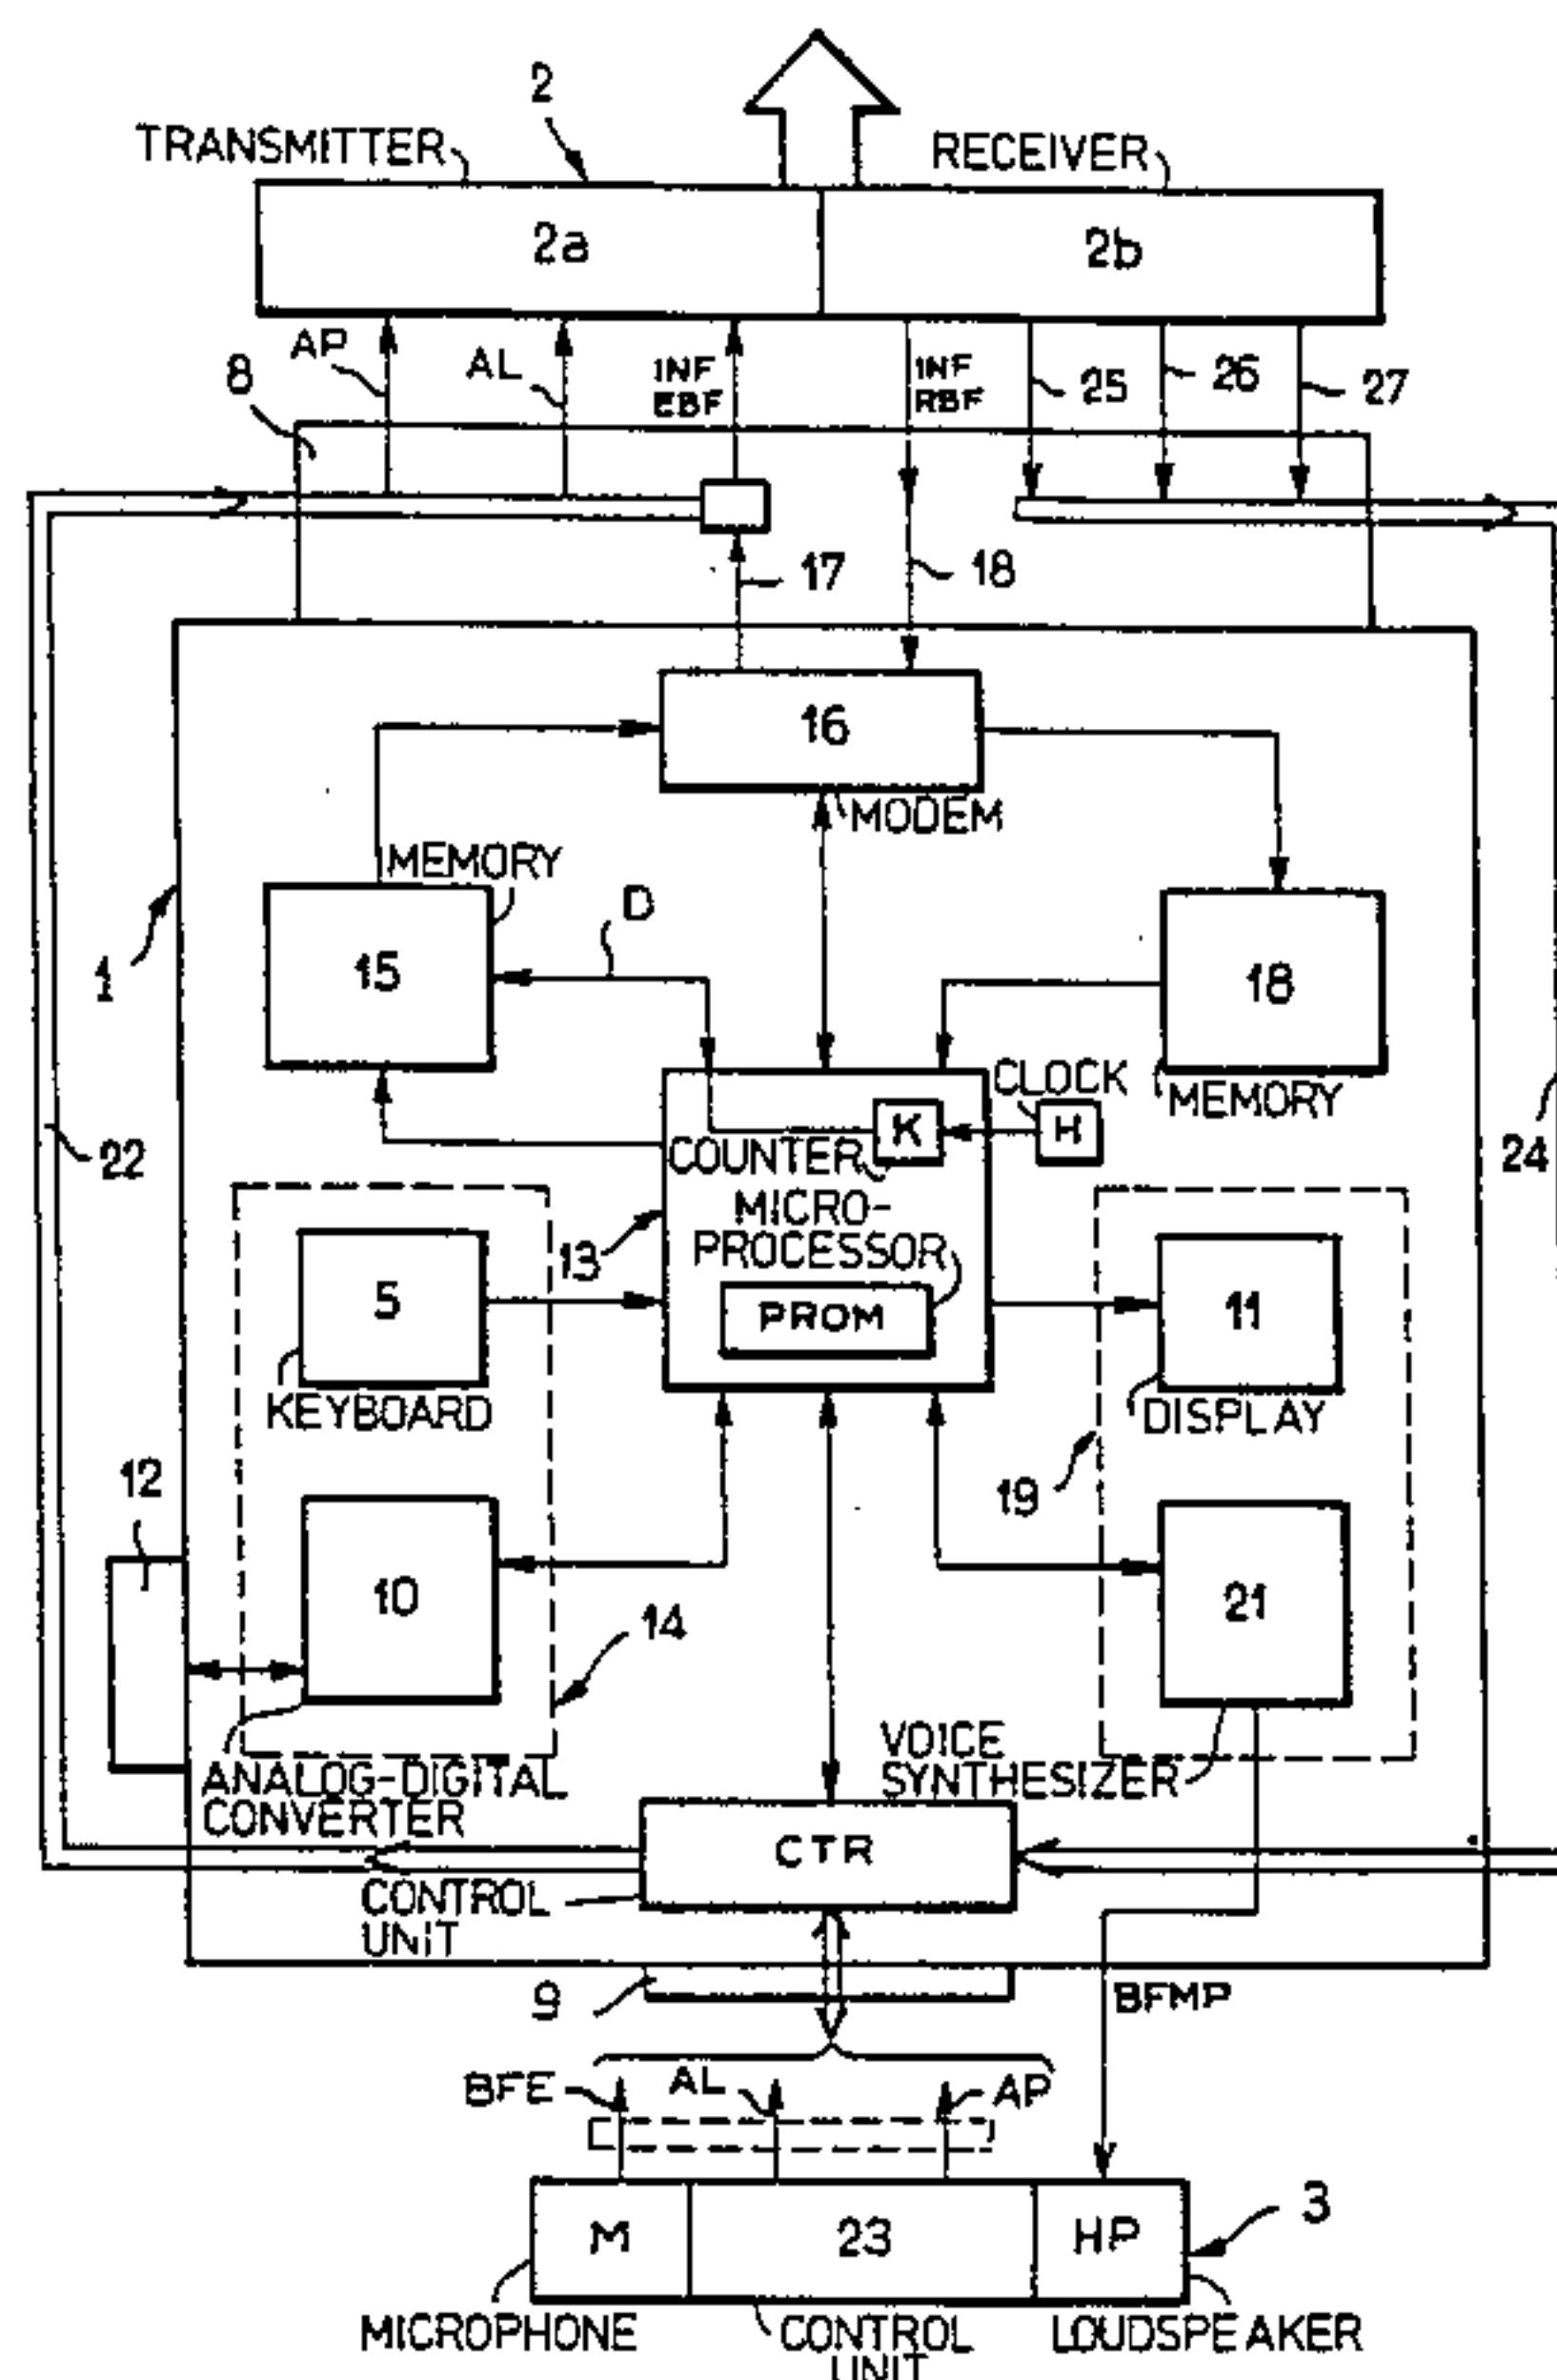 2
TRANSMITTER
RECEIVER
2a
2b
AP
AL
INF
EBF
INF
RBF
25
26
27
8
17
18
16
MODEM
MEMORY
D
15
18
1
MEMORY
CLOCK
K
H
COUNTER
22
24
MICRO-
PROCESSOR
13
PROM
5
11
KEYBOARD
DISPLAY
12
19
10
21
14
ANALOG-DIGITAL
CONVERTER
VOICE
SYNTHESIZER
CTR
CONTROL
UNIT
9
BFMP
BFE
AL
AP
3
M
23
HP
MICROPHONE
CONTROL
UNIT
LOUDSPEAKER